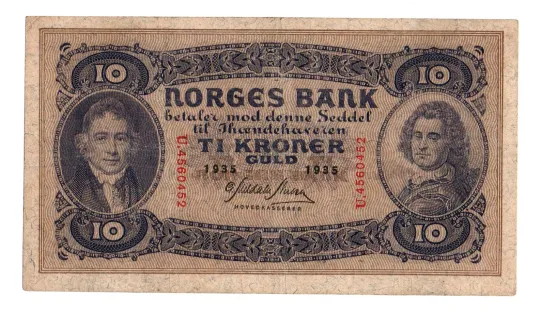 10 10
NORGES BANK
betaler mod denne Seddel
til Ihændehaveren
TI KRONER
GULD
1935 1935
U.4560452 U.4560452
HOVEDKASSERER
10 10